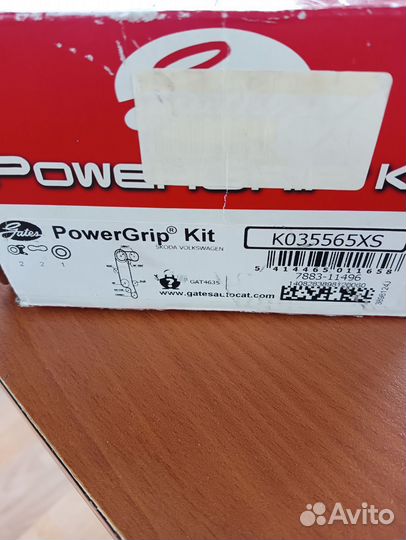 POWERGRIP K
Gates
PowerGrip® Kit
SKODA VOLKSWAGEN
K035565XS
5 414465 011658
7883-11496
2 2 1
GAT4635
www.gatesautocat.com
Avito